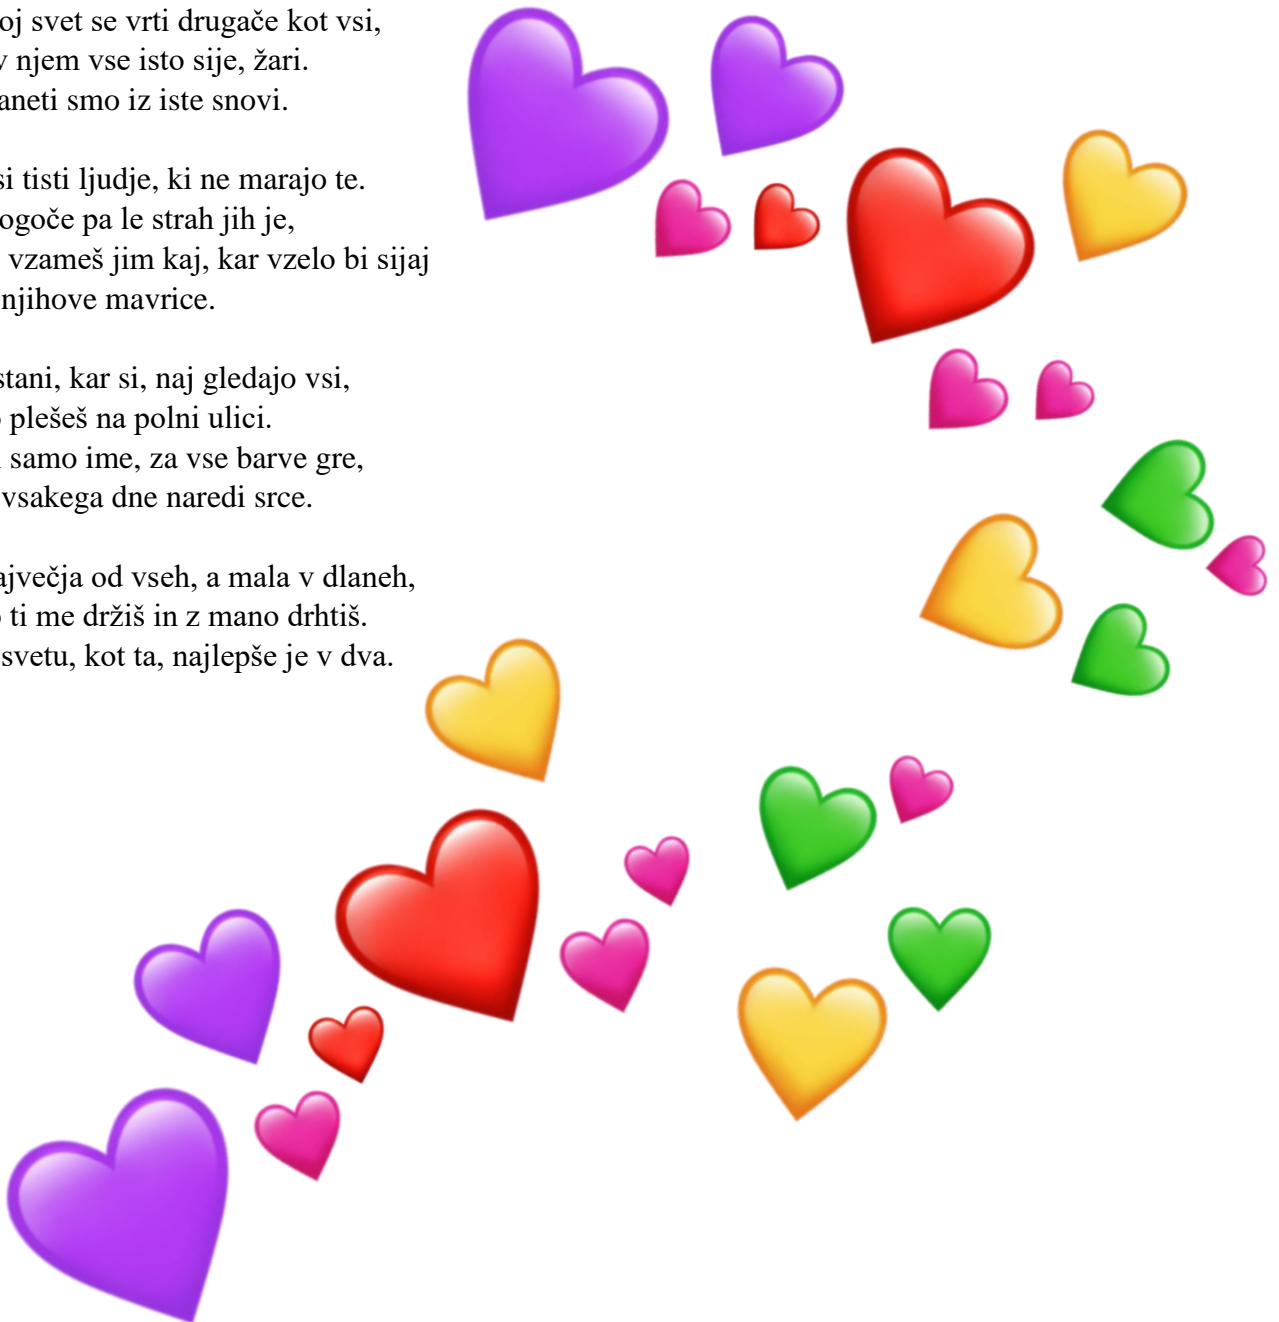 oj svet se vrti drugače kot vsi,
v njem vse isto sije, žari.
aneti smo iz iste snovi.
si tisti ljudje, ki ne marajo te.
ogoče pa le strah jih je,
vzameš jim kaj, kar vzelo bi sijaj
njihove mavrice.
stani, kar si, naj gledajo vsi,
o plešeš na polni ulici.
samo ime, za vse barve gre,
vsakega dne naredi srce.
ajvečja od vseh, a mala v dlaneh,
o ti me držiš in z mano drhtiš.
svetu, kot ta, najlepše je v dva.